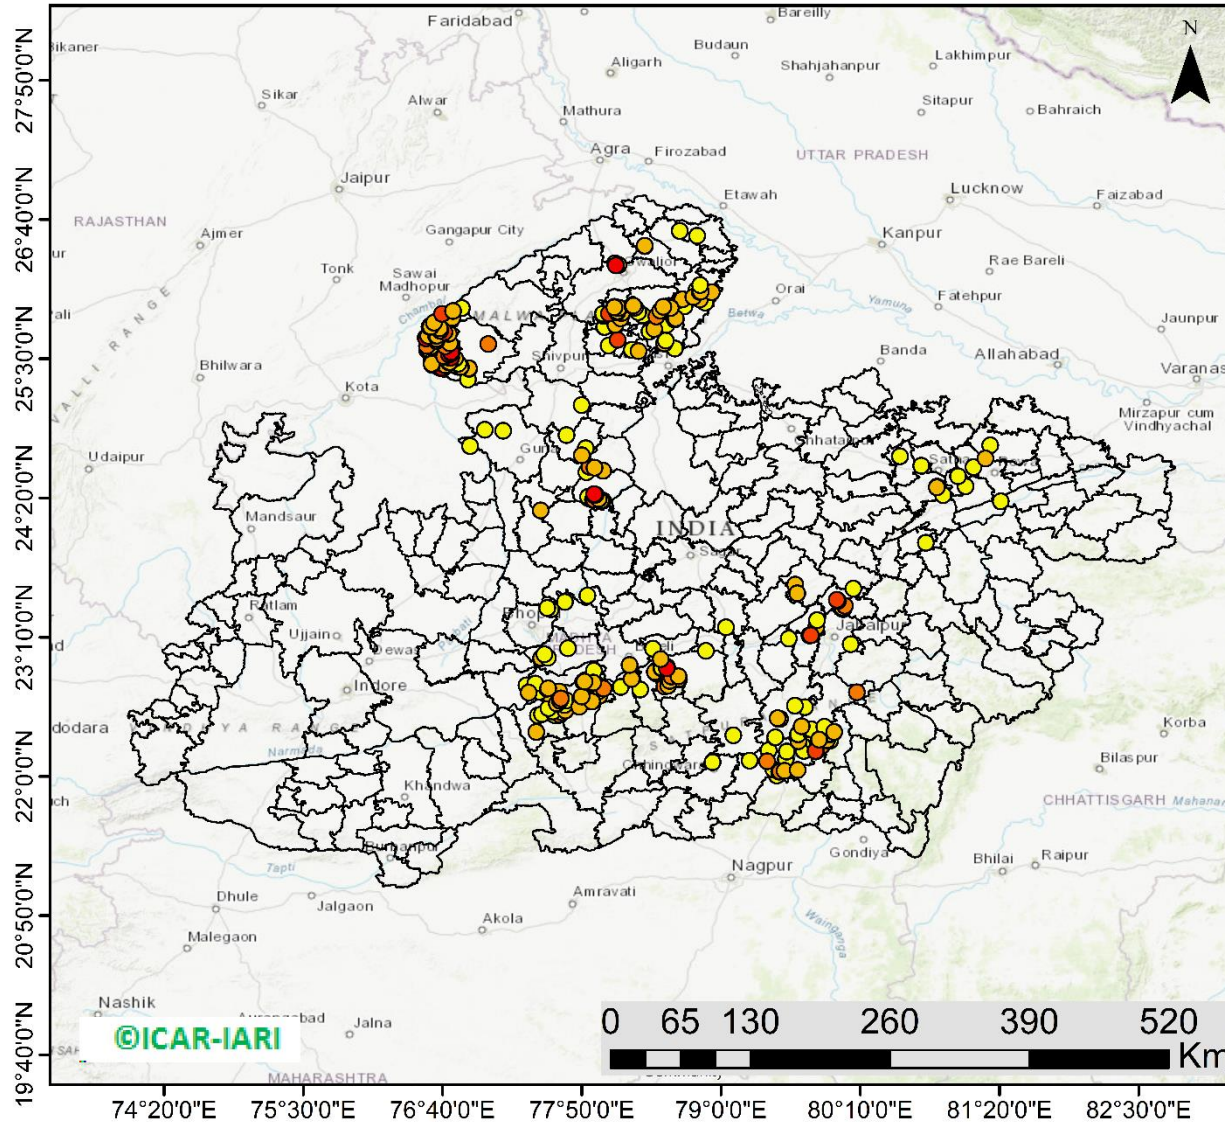 Faridabad
Bareilly
N
Bikaner
Budaun
Lakhimpur
Aligarh
Shahjahanpur
27°50'0"N
Sikar
Alwar
Mathura
Sitapur
Bahraich
Agra
Firozabad
UTTAR PRADESH
Jaipur
Etawah
Lucknow
Faizabad
26°40'0"N
RAJASTHAN
Ajmer
Gangapur City
Kanpur
Tonk
Sawai
Madhopur
Rae Bareli
Chambal
Orai
Fatehpur
Yamuna
Betwa
Jaunpur
25°30'0"N
Bhilwara
Shivpuri
Banda
Allahabad
Varanas
Kota
Mirzapur cum
Vindhyachal
Udaipur
Guna
24°20'0"N
Mandsaur
INDIA
Ratlam
Bhopal
23°10'0"N
Ujjain
Jabalpur
Dewas
Indore
dodara
Narmada
Korba
22°0'0"N
Khandwa
Chhindwara
Bilaspur
CHHATTISGARH
Mahana
Burhanpur
Tapti
Nagpur
Gondiya
Bhilai
Raipur
20°50'0"N
Dhule
Jalgaon
Amravati
Akola
Wainganga
Malegaon
Nashik
Jalna
©ICAR-IARI
0 65 130 260 390 520
Km
19°40'0"N
MAHARASHTRA
74°20'0"E 75°30'0"E 76°40'0"E 77°50'0"E 79°0'0"E 80°10'0"E 81°20'0"E 82°30'0"E